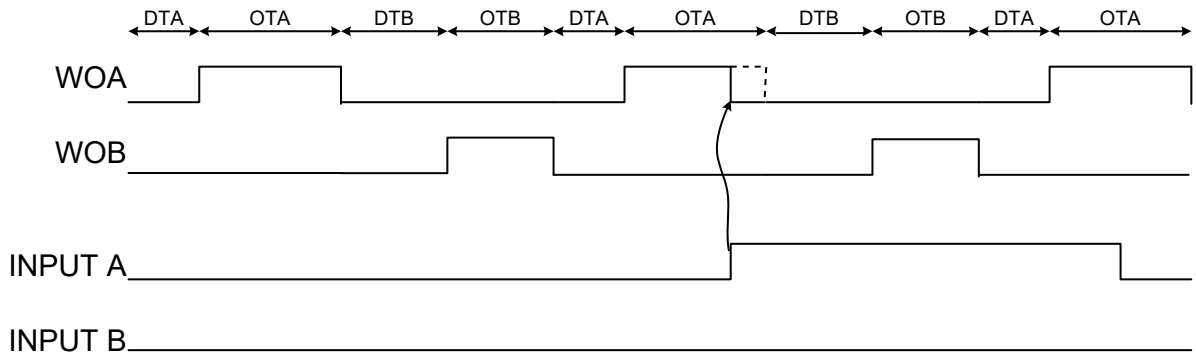 DTA OTA DTB OTB DTA OTA DTB OTB DTA OTA
WOA
WOB
INPUT A
INPUT B